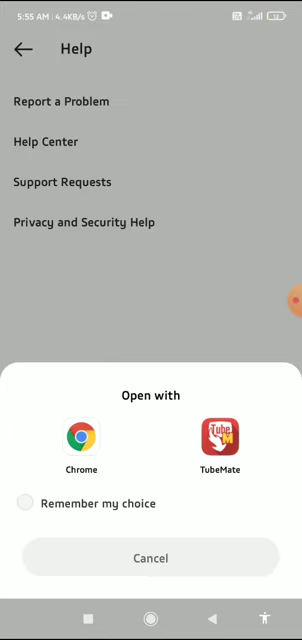 5:55 AM | 4.4KB/s
Help
Report a Problem
Help Center
Support Requests
Privacy and Security Help
Open with
Tube
M
Chrome
TubeMate
Remember my choice
Cancel